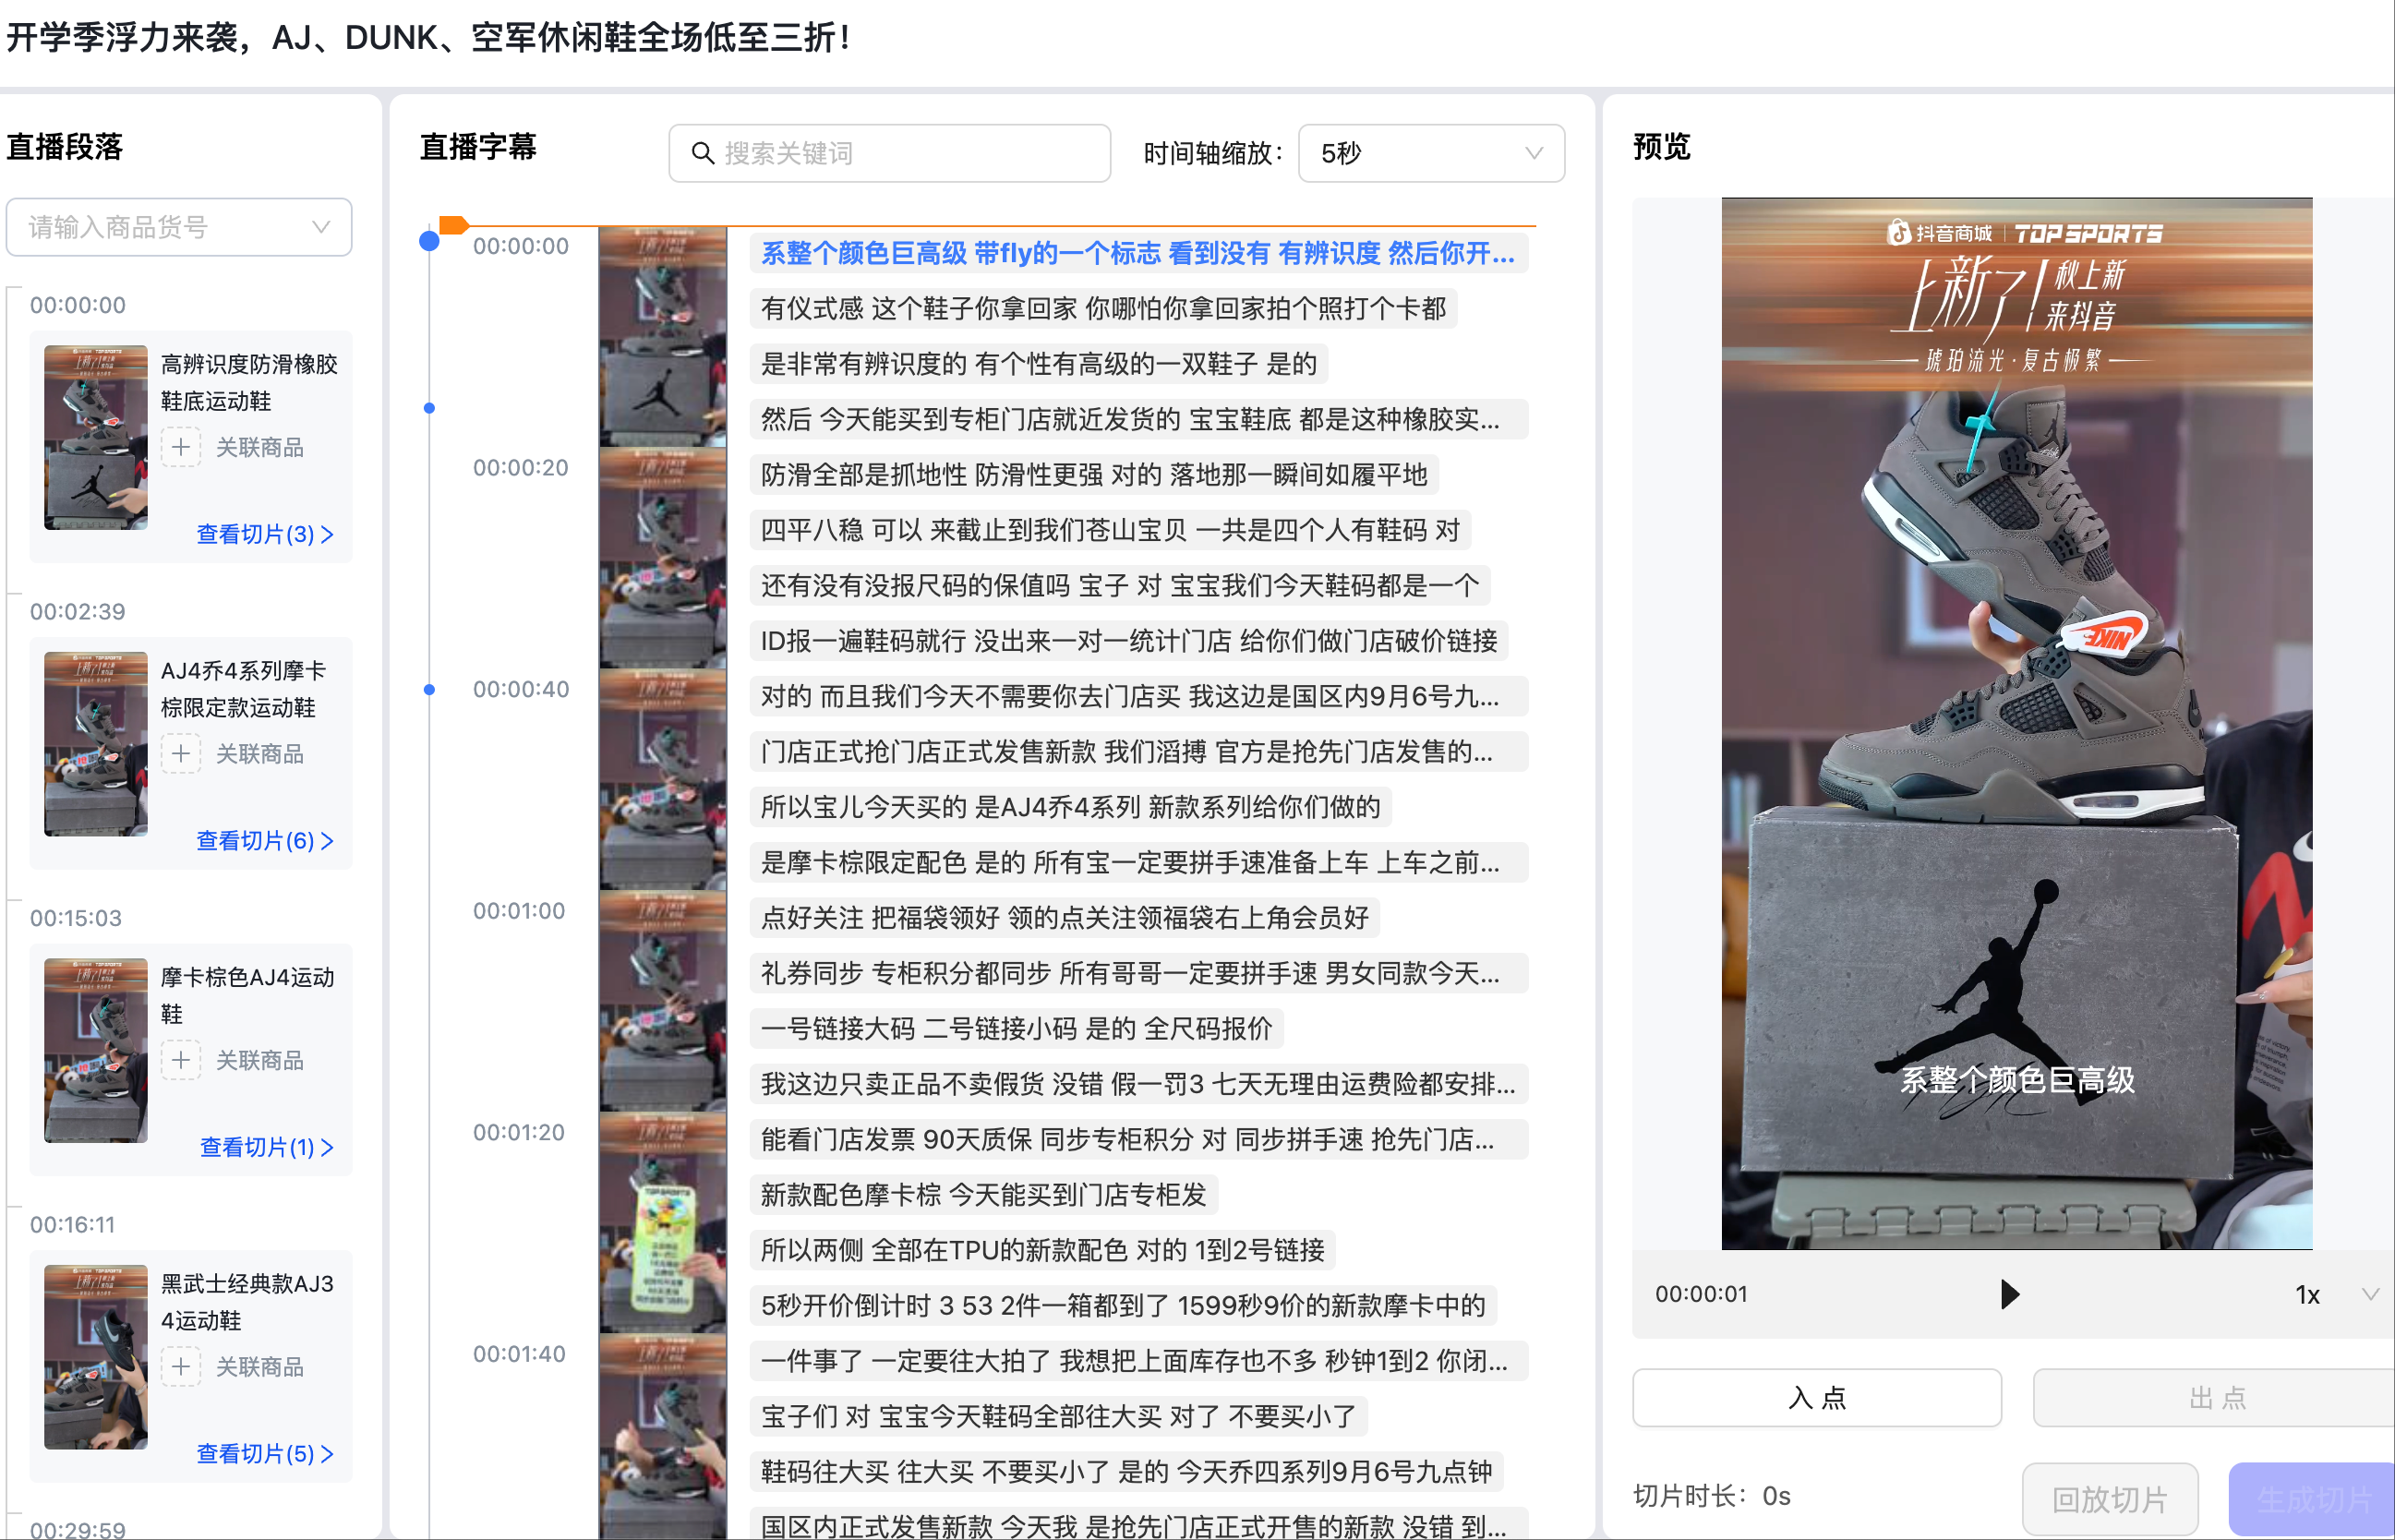 开学季浮力来袭，AJ、DUNK、空军休闲鞋全场低至三折！
直播段落
请输入商品货号
00:00:00
高辨识度防滑橡胶
鞋底运动鞋
关联商品
查看切片(3)
00:02:39
AJ4乔4系列摩卡
棕限定款运动鞋
关联商品
查看切片(6)
00:15:03
摩卡棕色AJ4运动
鞋
关联商品
查看切片(1)
00:16:11
黑武士经典款AJ3
4运动鞋
关联商品
查看切片(5)
00:29:59
直播字幕
搜索关键词
时间轴缩放：
5秒
00:00:00
系整个颜色巨高级 带fly的一个标志 看到没有 有辨识度 然后你开...
有仪式感 这个鞋子你拿回家 你哪怕你拿回家拍个照打个卡都
是非常有辨识度的 有个性有高级的一双鞋子 是的
然后 今天能买到专柜门店就近发货的 宝宝鞋底 都是这种橡胶实...
00:00:20
防滑全部是抓地性 防滑性更强 对的 落地那一瞬间如履平地
四平八稳 可以 来截止到我们苍山宝贝 一共是四个人有鞋码 对
还有没有没报尺码的保值吗 宝子 对 宝宝我们今天鞋码都是一个
ID报一遍鞋码就行 没出来一对一统计门店 给你们做门店破价链接
00:00:40
对的 而且我们今天不需要你去门店买 我这边是国区内9月6号九...
门店正式抢门店正式发售新款 我们滔搏 官方是抢先门店发售的...
所以宝儿今天买的 是AJ4乔4系列 新款系列给你们做的
是摩卡棕限定配色 是的 所有宝一定要拼手速准备上车 上车之前...
00:01:00
点好关注 把福袋领好 领的点关注领福袋右上角会员好
礼券同步 专柜积分都同步 所有哥哥一定要拼手速 男女同款今天...
一号链接大码 二号链接小码 是的 全尺码报价
我这边只卖正品不卖假货 没错 假一罚3 七天无理由运费险都安排...
00:01:20
能看门店发票 90天质保 同步专柜积分 对 同步拼手速 抢先门店...
新款配色摩卡棕 今天能买到门店专柜发
所以两侧 全部在TPU的新款配色 对的 1到2号链接
5秒开价倒计时 3 53 2件一箱都到了 1599秒9价的新款摩卡中的
00:01:40
一件事了 一定要往大拍了 我想把上面库存也不多 秒钟1到2 你闭...
宝子们 对 宝宝今天鞋码全部往大买 对了 不要买小了
鞋码往大买 往大买 不要买小了 是的 今天乔四系列9月6号九点钟
国区内正式发售新款 今天我 是抢先门店正式开售的新款 没错 到...
预览
抖音商城 TOP SPORTS
上新了！
秋上新
来抖音
琥珀流光·复古极繁
NIKE
系整个颜色巨高级
00:00:01
1x
入点
出点
切片时长：0s
回放切片
生成切片